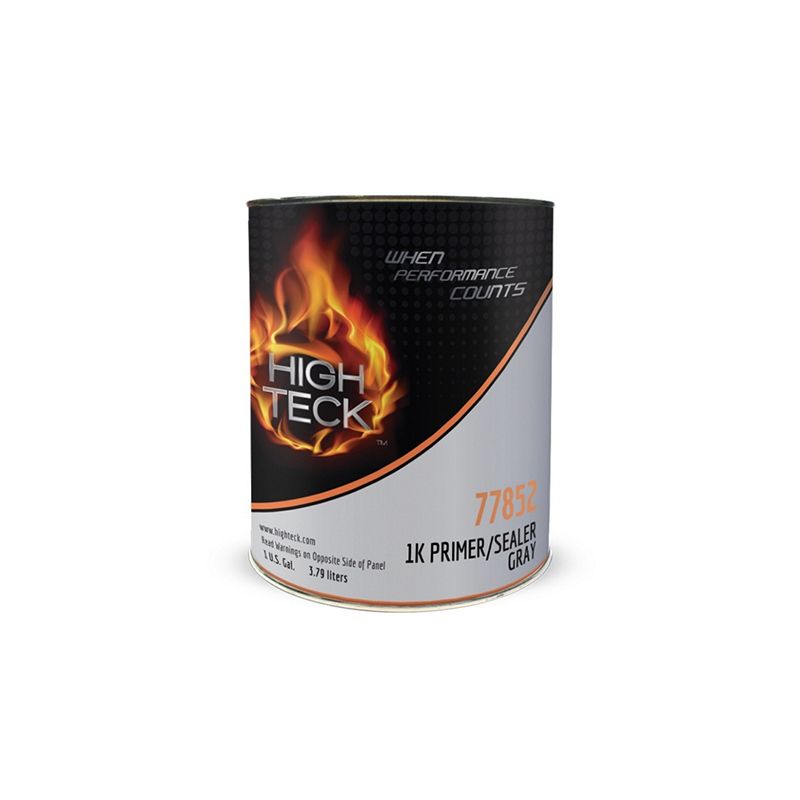 WHEN
PERFORMANCE
COUNTS
HIGH
TECK
TM
77852
1K PRIMER/SEALER
GRAY
www.highteck.com
Read Warnings on Opposite Side of Panel
1 U.S. Gal. 3.79 liters